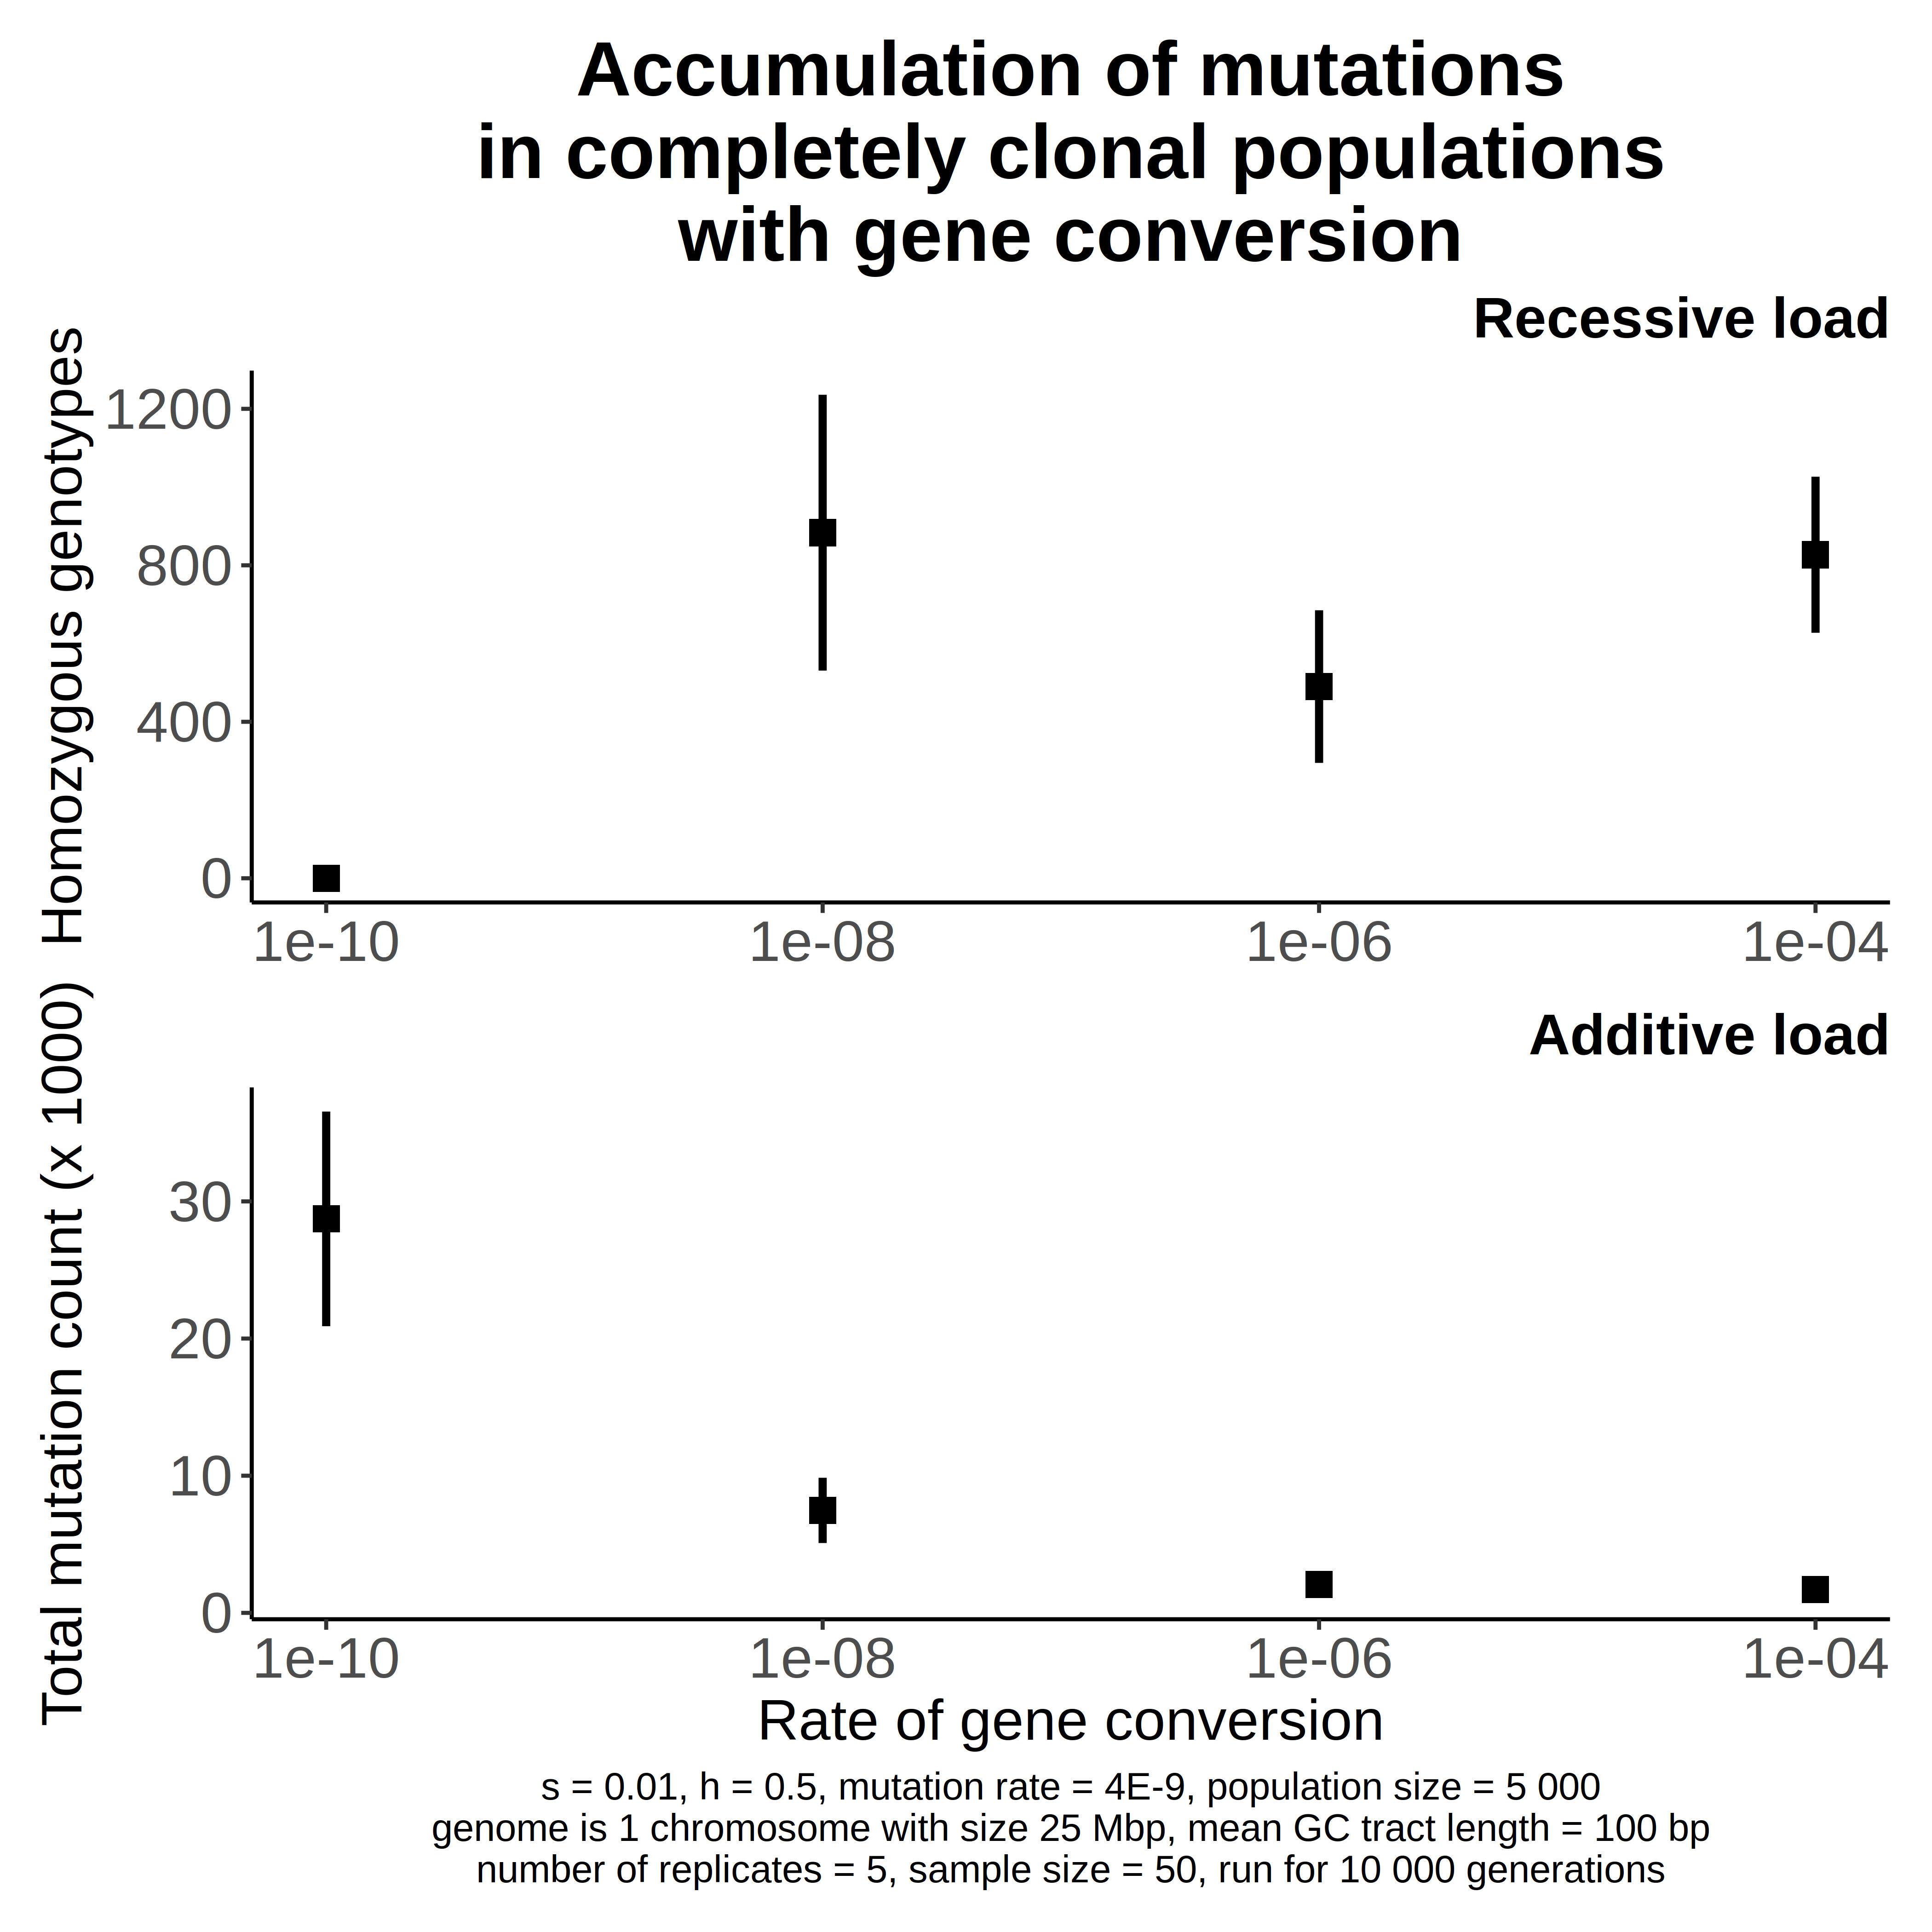 Accumulation of mutations
in completely clonal populations
with gene conversion
Recessive load
Homozygous genotypes
1200
800
400
0
1e-10
1e-08
1e-06
1e-04
Additive load
Total mutation count (x 1000)
30
20
10
0
1e-10
1e-08
1e-06
1e-04
Rate of gene conversion
s = 0.01, h = 0.5, mutation rate = 4E-9, population size = 5 000
genome is 1 chromosome with size 25 Mbp, mean GC tract length = 100 bp
number of replicates = 5, sample size = 50, run for 10 000 generations